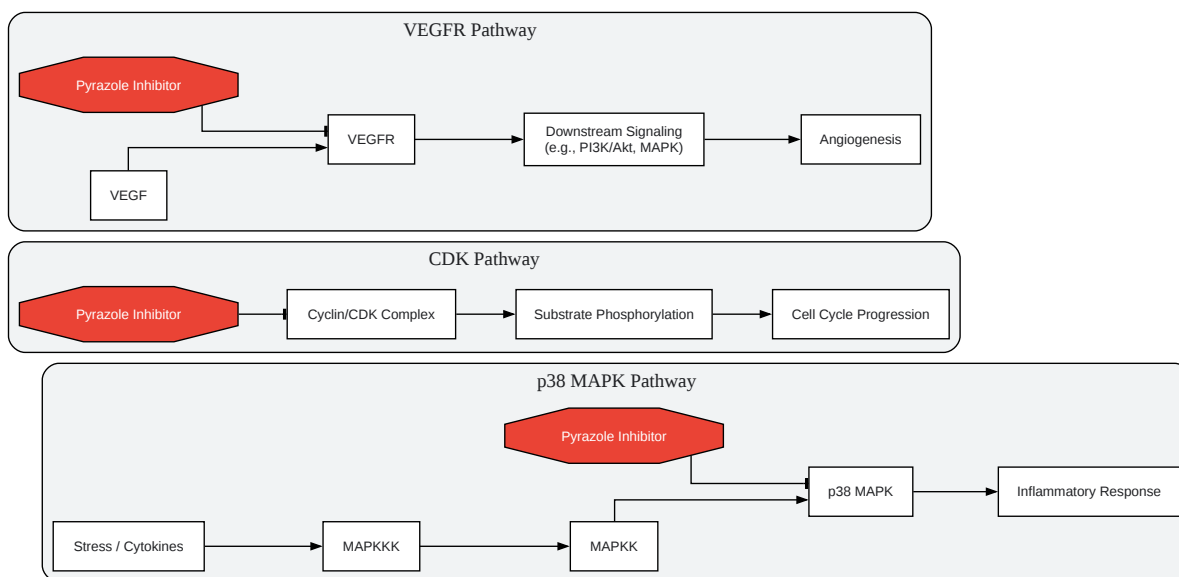 VEGFR Pathway
Pyrazole Inhibitor
VEGFR
Downstream Signaling
(e.g., PI3K/Akt, MAPK)
Angiogenesis
VEGF
CDK Pathway
Pyrazole Inhibitor
Cyclin/CDK Complex
Substrate Phosphorylation
Cell Cycle Progression
p38 MAPK Pathway
Pyrazole Inhibitor
p38 MAPK
Inflammatory Response
Stress / Cytokines
MAPKKK
MAPKK